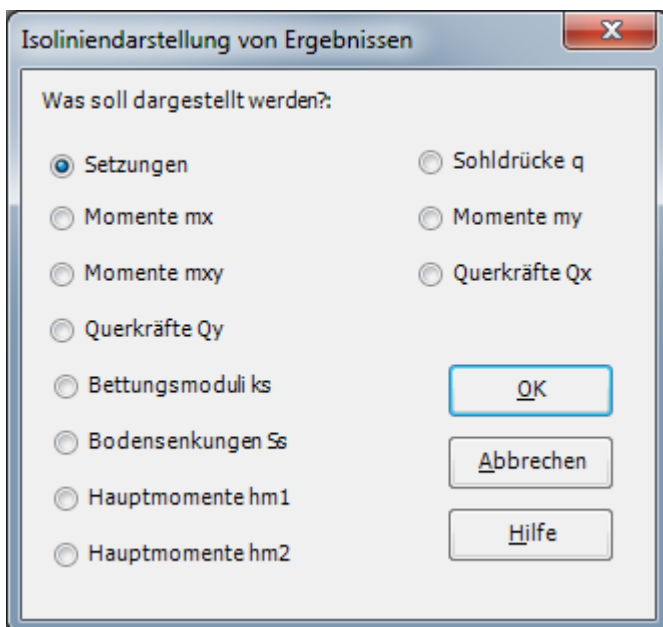 Isoliniendarstellung von Ergebnissen
Was soll dargestellt werden?:
Setzungen
Sohldrücke q
Momente mx
Momente my
Momente mxy
Querkräfte Qx
Querkräfte Qy
Bettungsmoduli ks
OK
Bodensenkungen Ss
Abbrechen
Hauptmomente hm1
Hilfe
Hauptmomente hm2